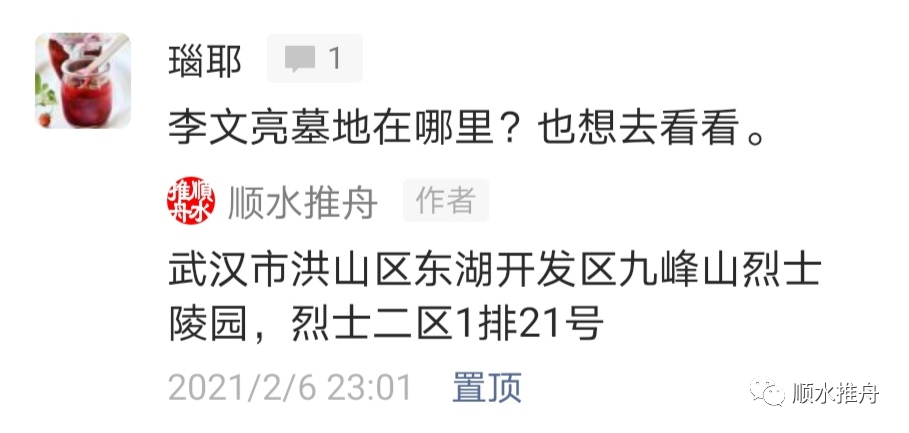 瑙耶 1
李文亮墓地在哪里？也想去看看。
推顺舟水
顺水推舟 作者
武汉市洪山区东湖开发区九峰山烈士
陵园，烈士二区1排21号
2021/2/6 23:01 置顶
顺水推舟